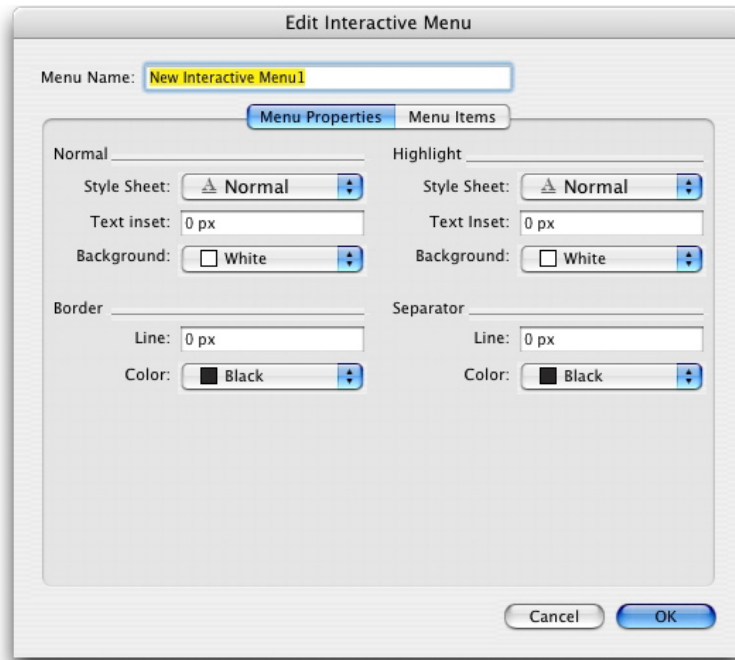 Edit Interactive Menu
Menu Name: New Interactive Menu1
Menu Properties Menu Items
Normal
Style Sheet: A Normal
Text inset: 0 px
Background: White
Highlight
Style Sheet: A Normal
Text Inset: 0 px
Background: White
Border
Line: 0 px
Color: Black
Separator
Line: 0 px
Color: Black
Cancel OK